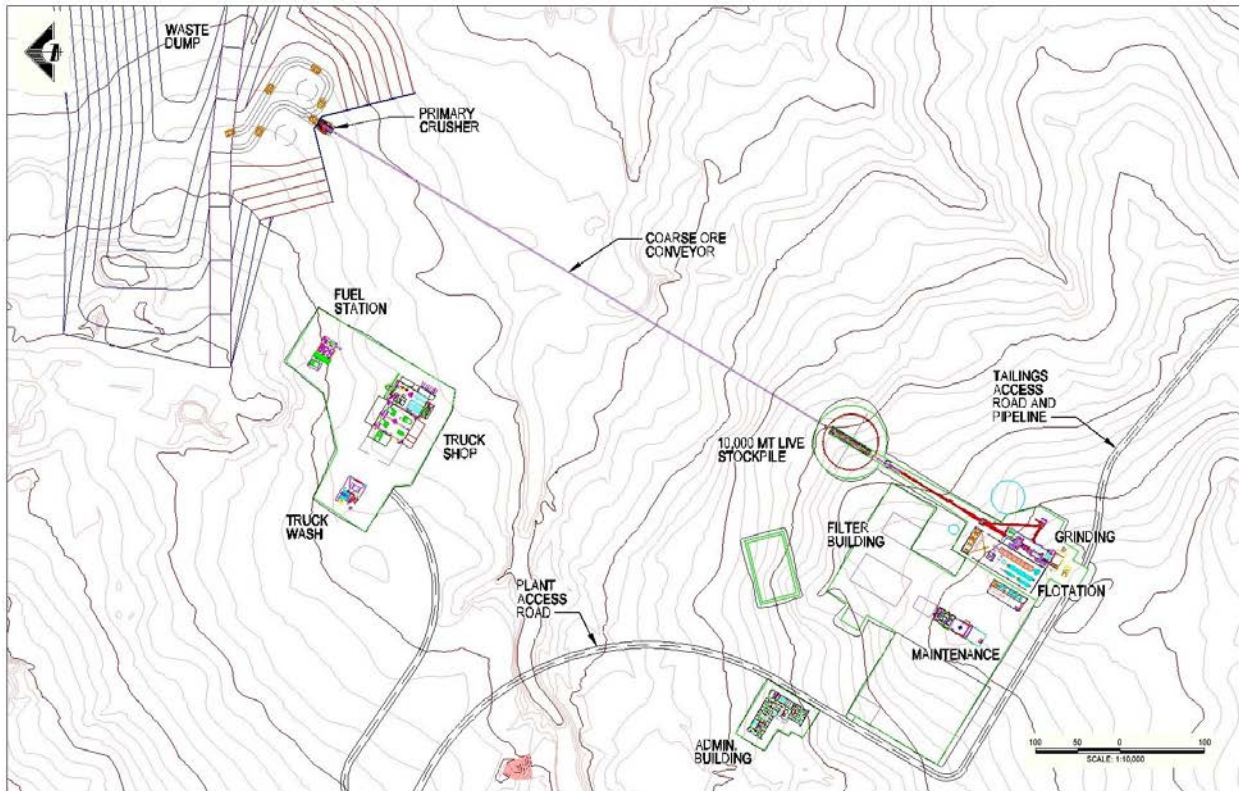 WASTE
DUMP
PRIMARY
CRUSHER
COARSE ORE
CONVEYOR
FUEL
STATION
TAILINGS
ACCESS
ROAD AND
PIPELINE
10,000 MT LIVE
STOCKPILE
TRUCK
SHOP
TRUCK
WASH
FILTER
BUILDING
GRINDING
FLOTATION
PLANT
ACCESS
ROAD
MAINTENANCE
ADMIN.
BUILDING
100 50 0 100
SCALE: 1:10,000